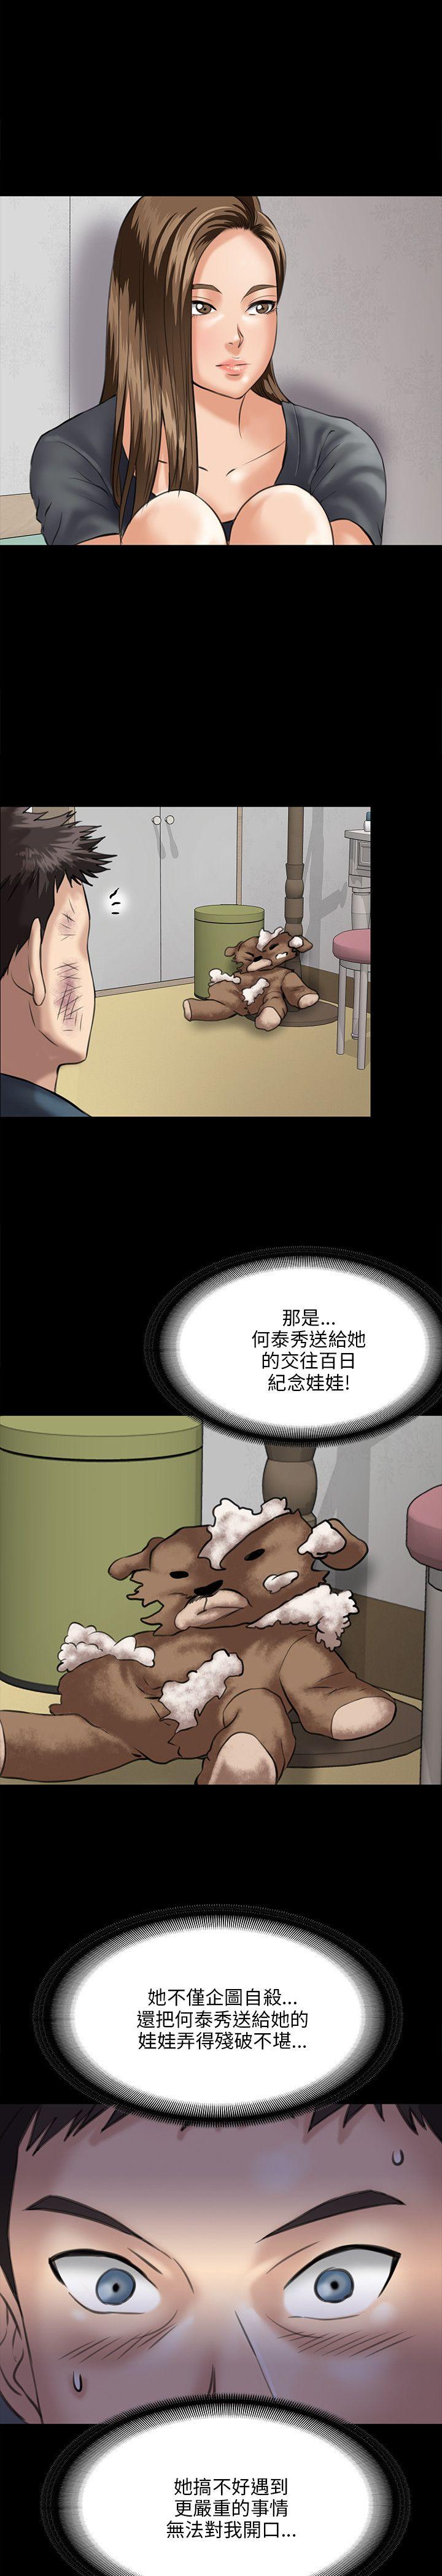 那是...
何泰秀送給她
的交往百日
紀念娃娃!
她不僅企圖自殺...
還把何泰秀送給她的
娃娃弄得殘破不堪...
她搞不好遇到
更嚴重的事情
無法對我開口...